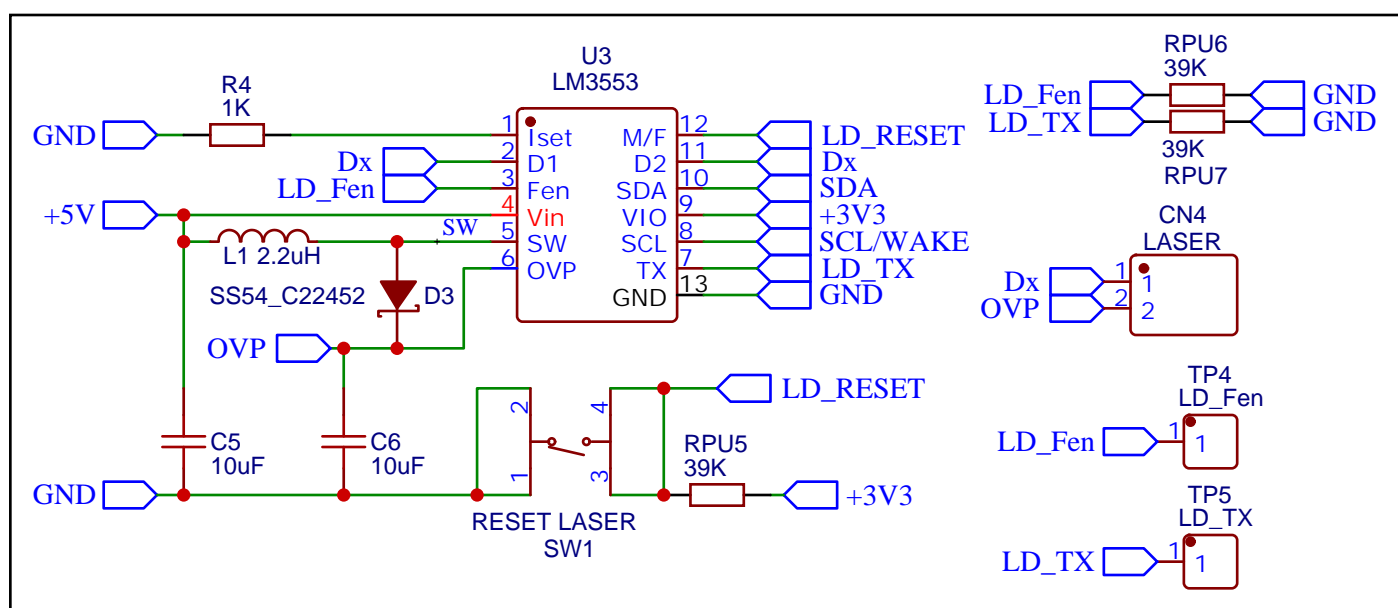 U3
LM3553
R4
1K
GND
1
Iset
M/F
12
LD_RESET
Dx
2
D1
D2
11
Dx
LD_Fen
3
Fen
SDA
10
SDA
+5V
4
Vin
VIO
9
+3V3
SW
5
SW
SCL
8
SCL/WAKE
L1 2.2uH
6
OVP
TX
7
LD_TX
SS54_C22452
D3
GND
13
GND
OVP
C5
10uF
C6
10uF
GND
2
1
4
3
LD_RESET
RPU5
39K
+3V3
RESET LASER
SW1
RPU6
39K
LD_Fen
GND
LD_TX
GND
39K
RPU7
CN4
LASER
Dx
1
1
OVP
2
2
TP4
LD_Fen
LD_Fen
1
1
TP5
LD_TX
LD_TX
1
1